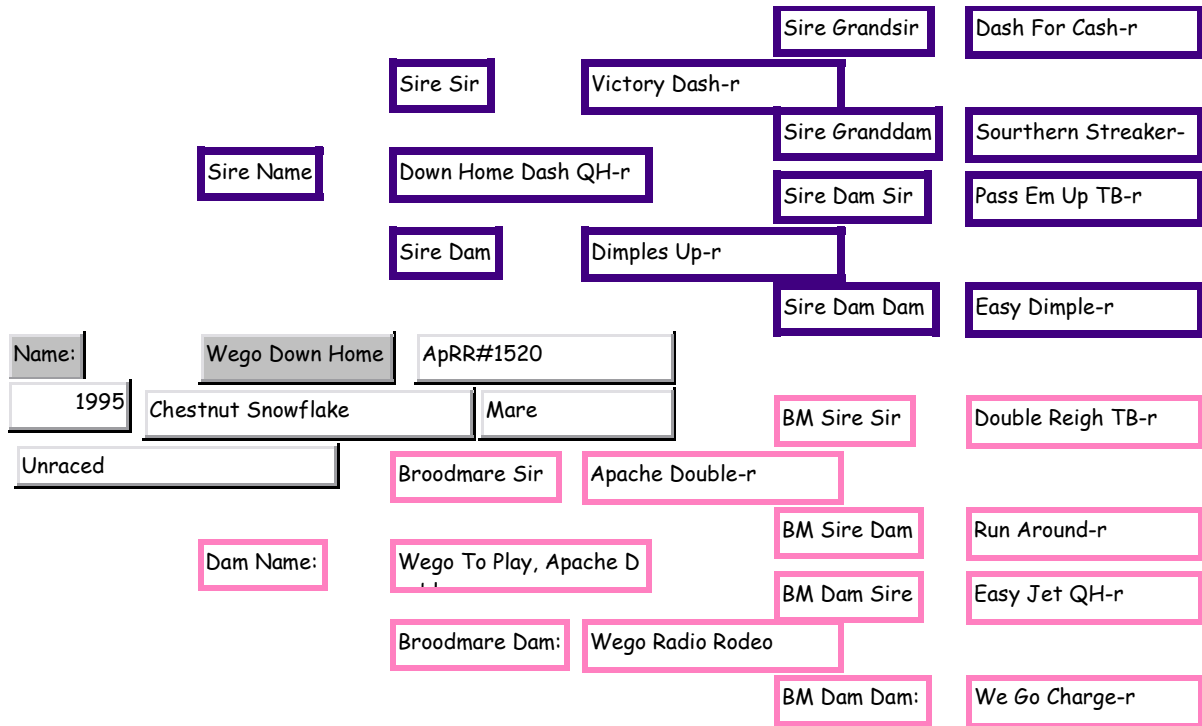 Sire Grandsir Dash For Cash-r
Sire Sir Victory Dash-r
Sire Granddam Sourthern Streaker-
Sire Name Down Home Dash QH-r
Sire Dam Sir Pass Em Up TB-r
Sire Dam Dimples Up-r
Sire Dam Dam Easy Dimple-r
Name: Wego Down Home ApRR#1520
1995 Chestnut Snowflake Mare
BM Sire Sir Double Reigh TB-r
Unraced
Broodmare Sir Apache Double-r
BM Sire Dam Run Around-r
Dam Name: Wego To Play, Apache D
BM Dam Sire Easy Jet QH-r
Broodmare Dam: Wego Radio Rodeo
BM Dam Dam: We Go Charge-r